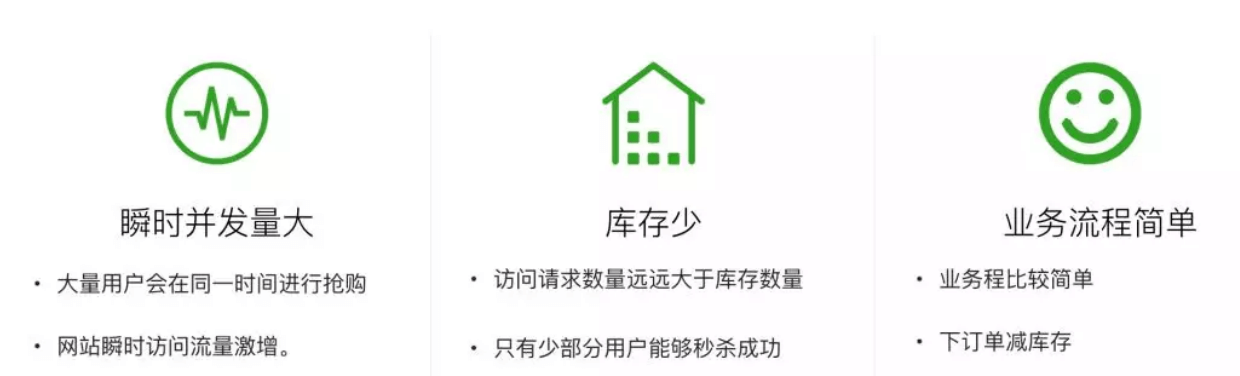 瞬时并发量大
• 大量用户会在同一时间进行抢购
• 网站瞬时访问流量激增。
库存少
• 访问请求数量远远大于库存数量
• 只有少部分用户能够秒杀成功
业务流程简单
• 业务程比较简单
• 下订单减库存